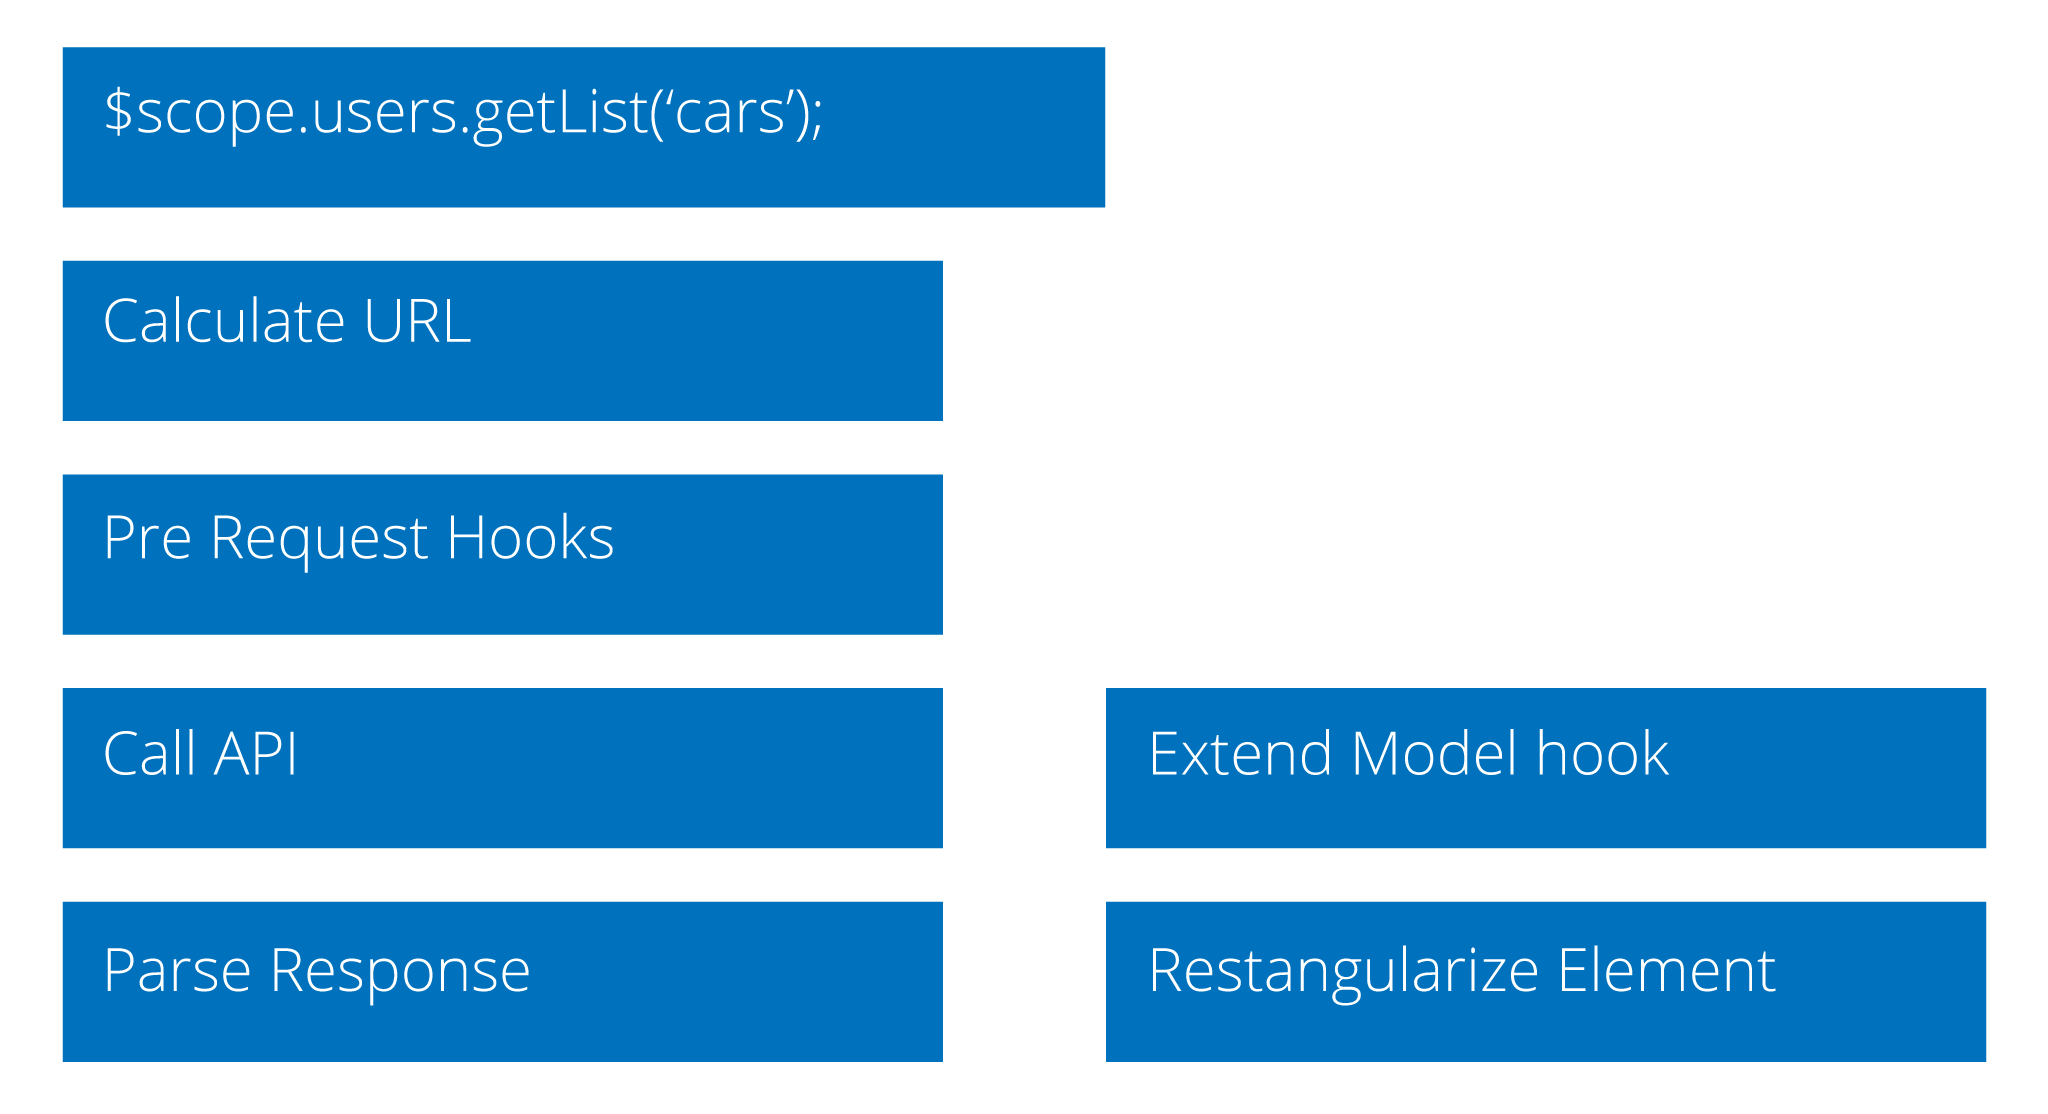 $scope.users.getList(‘cars’);
Calculate URL
Pre Request Hooks
Call API
Extend Model hook
Parse Response
Restangularize Element